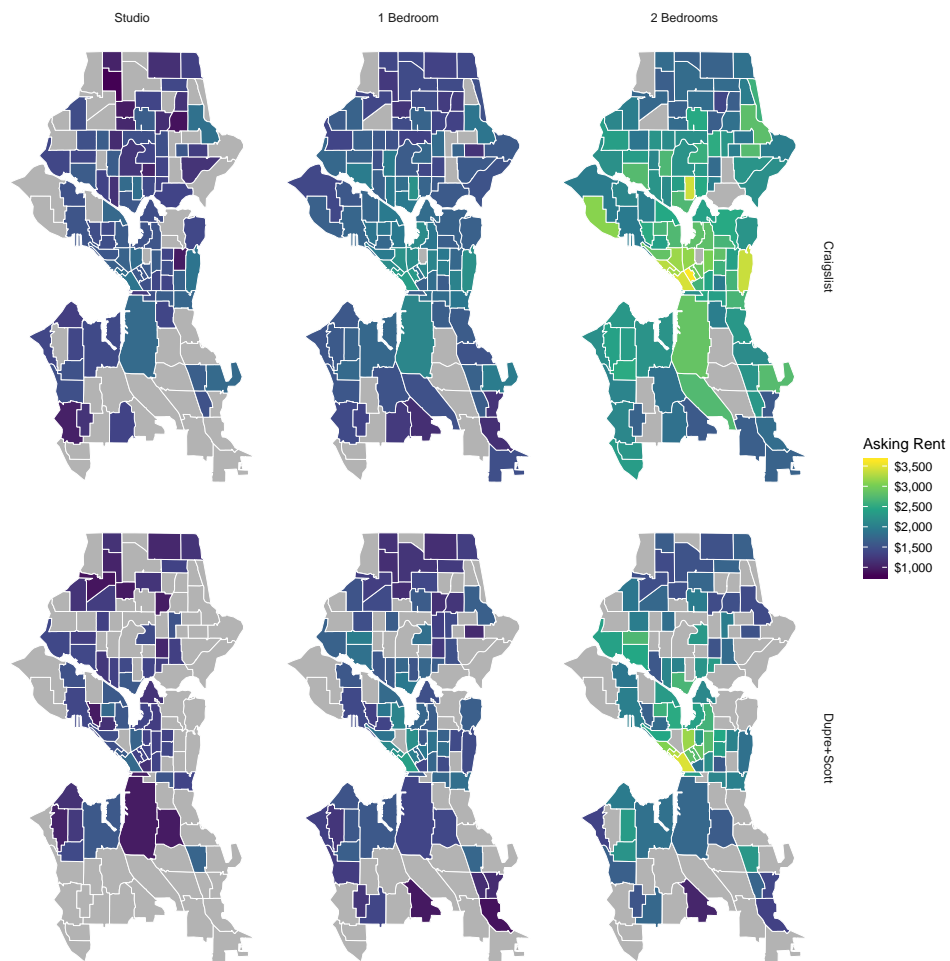 Studio
1 Bedroom
2 Bedrooms
Craigslist
Asking Rent
$3,500
$3,000
$2,500
$2,000
$1,500
$1,000
Dupre+Scott